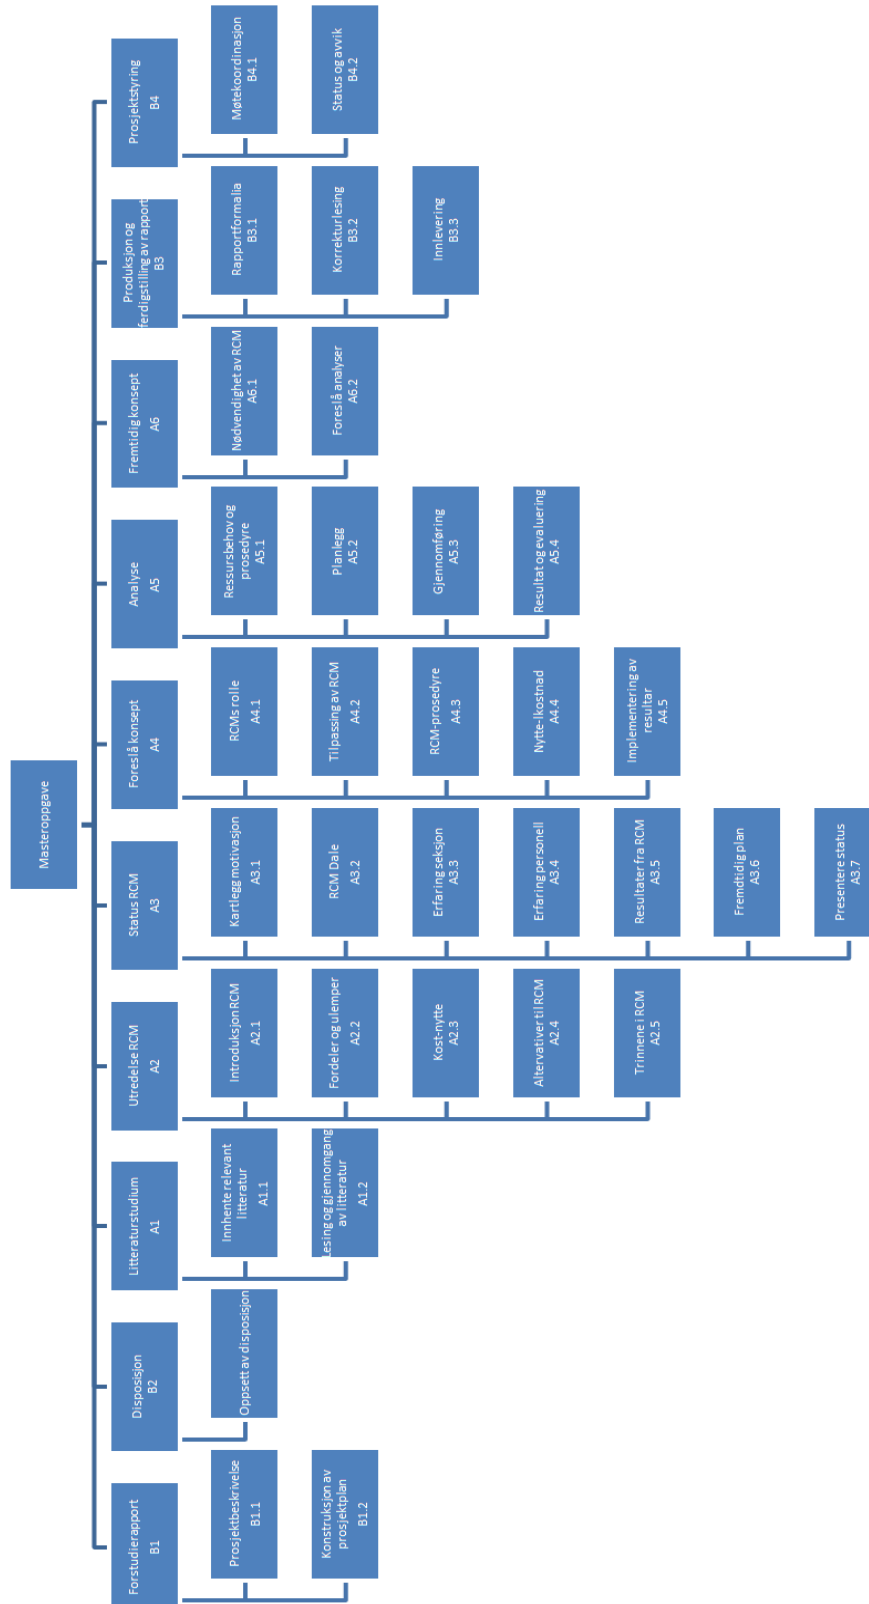 Masteroppgave
Forstudierapport
B1
Prosjektbeskrivelse
B1.1
Konstruksjon av
prosjektplan
B1.2
Disposisjon
B2
Oppsett av disposisjon
Litteraturstudium
A1
Innhente relevant
litteratur
A1.1
Lesing og gjennomgang
av litteratur
A1.2
Utredelse RCM
A2
Introduksjon RCM
A2.1
Fordeler og ulemper
A2.2
Kost-nytte
A2.3
Altervativer til RCM
A2.4
Trinnene i RCM
A2.5
Status RCM
A3
Kartlegg motivasjon
A3.1
RCM Dale
A3.2
Erfaring seksjon
A3.3
Erfaring personell
A3.4
Resultater fra RCM
A3.5
Fremdtidig plan
A3.6
Presentere status
A3.7
Foreslå konsept
A4
RCMs rolle
A4.1
Tilpassing av RCM
A4.2
RCM-prosedyre
A4.3
Nytte-lkostnad
A4.4
Implementering av
resultar
A4.5
Analyse
A5
Ressursbehov og
prosedyre
A5.1
Planlegg
A5.2
Gjennomføring
A5.3
Resultat og evaluering
A5.4
Fremtidig konsept
A6
Nødvendighet av RCM
A6.1
Foreslå analyser
A6.2
Produksjon og
ferdigstilling av rapport
B3
Rapportformalia
B3.1
Korrekturlesing
B3.2
Innlevering
B3.3
Prosjektstyring
B4
Møtekoordinasjon
B4.1
Status og avvik
B4.2